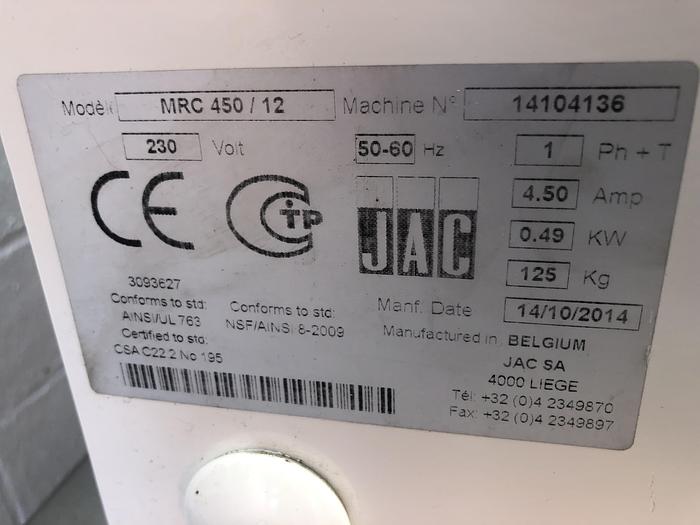 Modèle MRC 450 / 12 Machine N° 14104136
230 Volt 50-60 Hz 1 Ph + T
4.50 Amp
0.49 KW
125 Kg
CE
JAC
3093627
Conforms to std:
AINSI/UL 763
Certified to std:
CSA C22.2 No 195
Conforms to std:
NSF/AINSI 8-2009
Manf. Date 14/10/2014
Manufactured in BELGIUM
JAC SA
4000 LIEGE
Tél: +32 (0)4 2349870
Fax: +32 (0)4 2349897